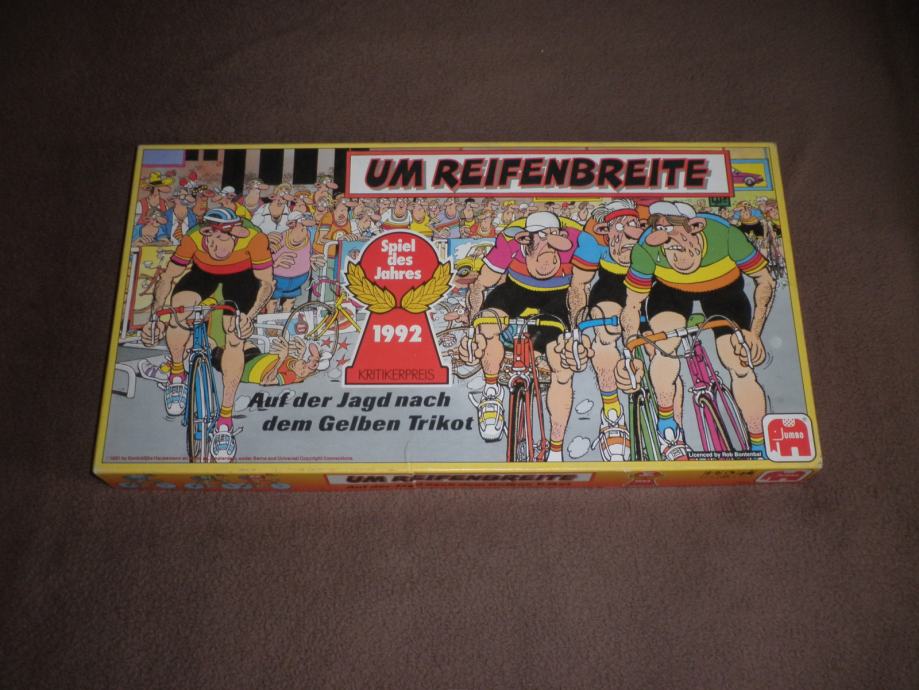 UM REIFENBREITE
Spiel
des
Jahres
1992
KRITIKERPREIS
Auf der Jagd nach
dem Gelben Trikot
JUMBO
Licenced by Rob Bontenbal
UM REIFENBREITE